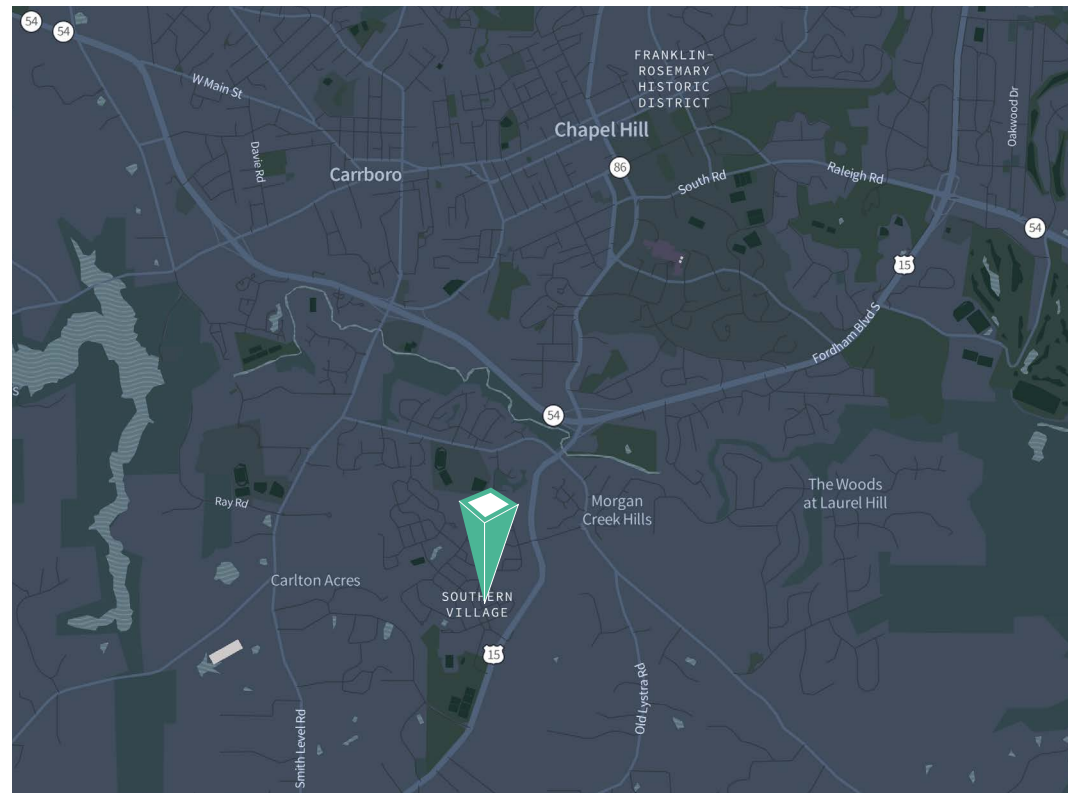 54
54
FRANKLIN-
ROSEMARY
HISTORIC
DISTRICT
W Main St
Oakwood Dr
Chapel Hill
Davie Rd
86
Carrboro
South Rd
Raleigh Rd
54
15
Fordham Blvd S
s
54
The Woods
at Laurel Hill
Ray Rd
Morgan
Creek Hills
Carlton Acres
SOUTHERN
VILLAGE
15
Old Lystra Rd
Smith Level Rd